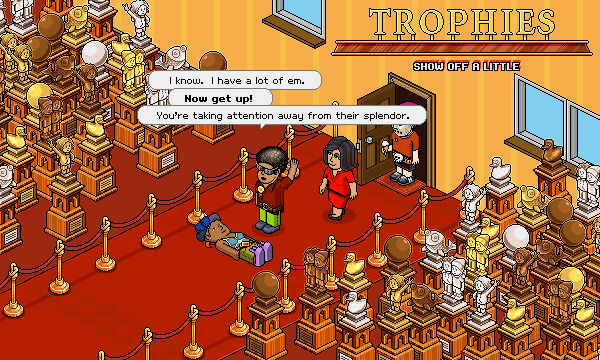 TROPHIES
SHOW OFF A LITTLE
I know. I have a lot of em.
Now get up!
You're taking attention away from their splendor.